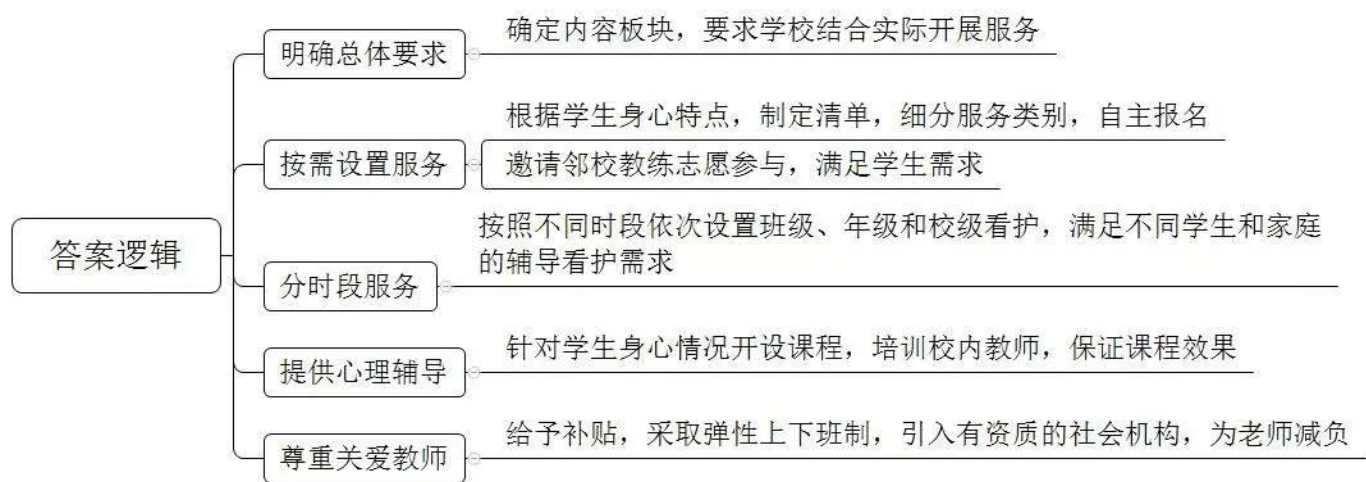 答案逻辑
明确总体要求
确定内容板块，要求学校结合实际开展服务
按需设置服务
根据学生身心特点，制定清单，细分服务类别，自主报名
邀请邻校教练志愿参与，满足学生需求
分时段服务
按照不同时段依次设置班级、年级和校级看护，满足不同学生和家庭
的辅导看护需求
提供心理辅导
针对学生身心情况开设课程，培训校内教师，保证课程效果
尊重关爱教师
给予补贴，采取弹性上下班制，引入有资质的社会机构，为老师减负